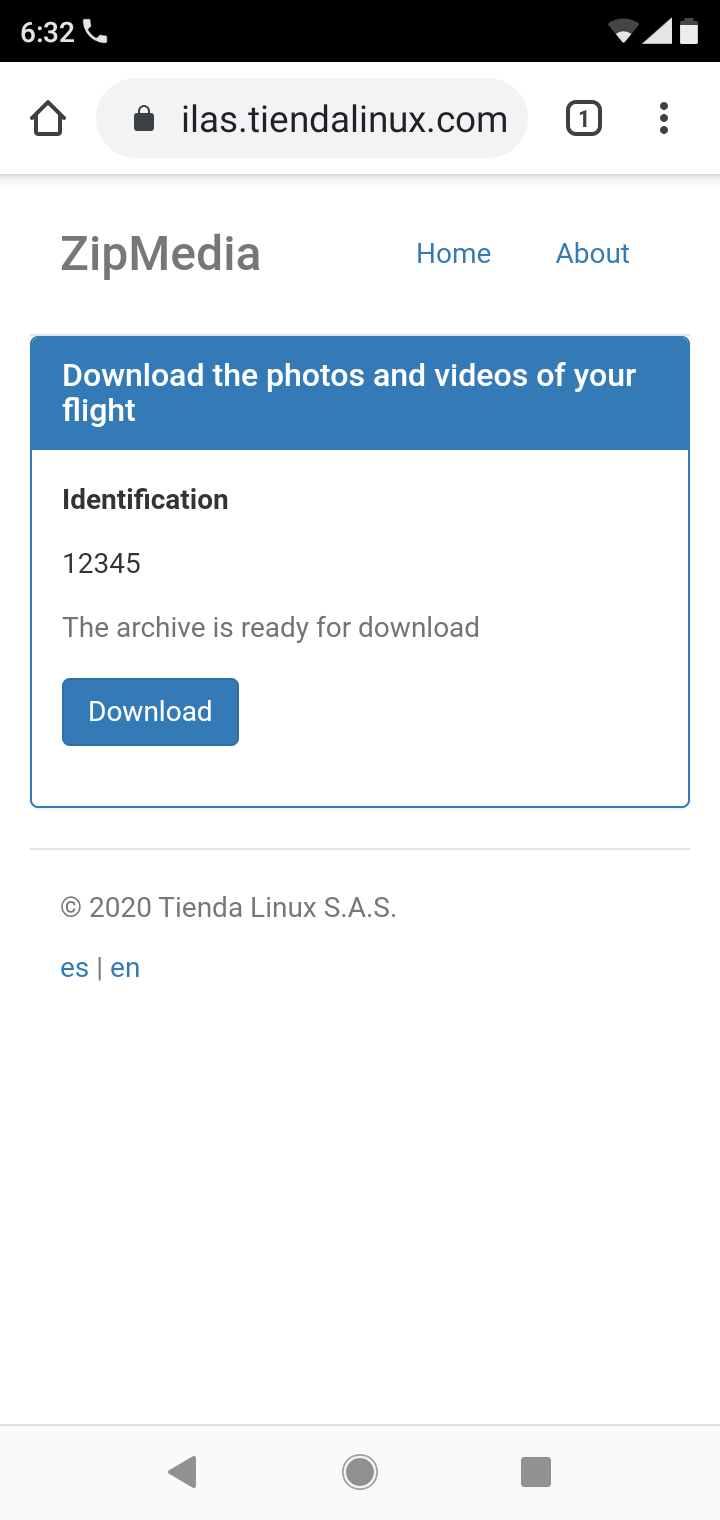 6:32
ilas.tiendalinux.com
1
ZipMedia
Home
About
Download the photos and videos of your
flight
Identification
12345
The archive is ready for download
Download
© 2020 Tienda Linux S.A.S.
es | en